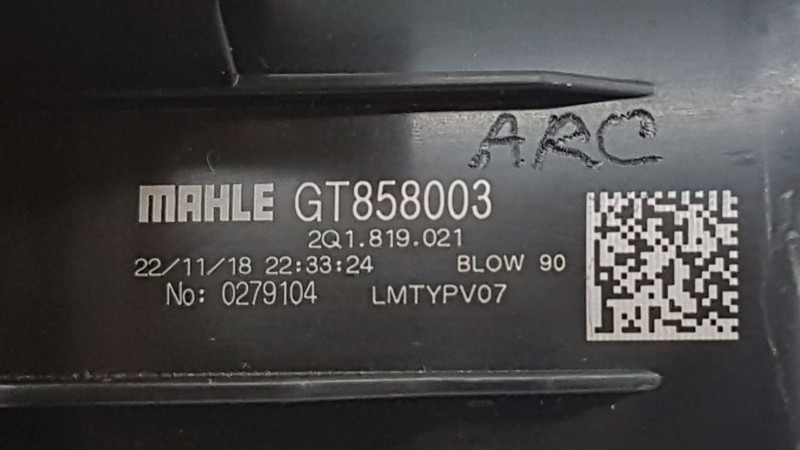 ARC
MAHLE GT858003
2Q1.819.021
22/11/18 22:33:24 BLOW 90
No: 0279104 LMTYPV07